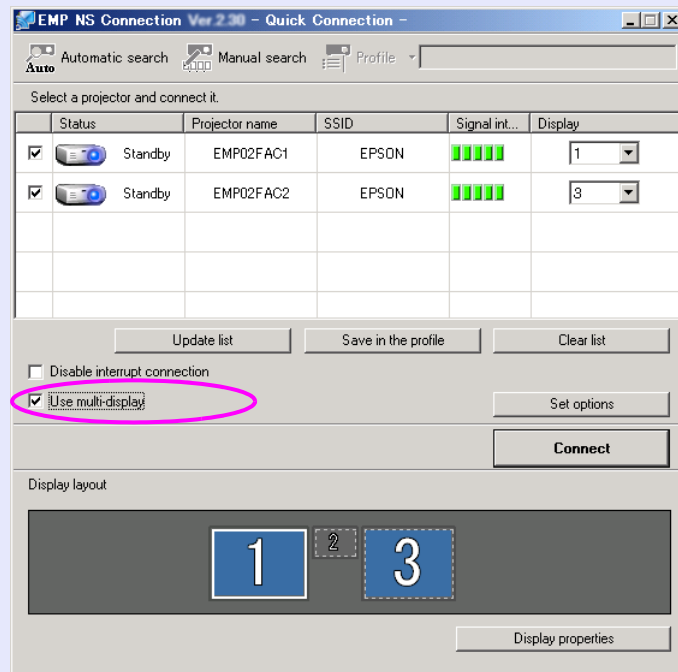 EMP NS Connection Ver.2.30 - Quick Connection -
Auto Automatic search Manual search Profile
Select a projector and connect it.
Status Projector name SSID Signal int... Display
Standby EMP02FAC1 EPSON 1
Standby EMP02FAC2 EPSON 3
Update list Save in the profile Clear list
Disable interrupt connection
Use multi-display Set options
Connect
Display layout
1 2 3
Display properties